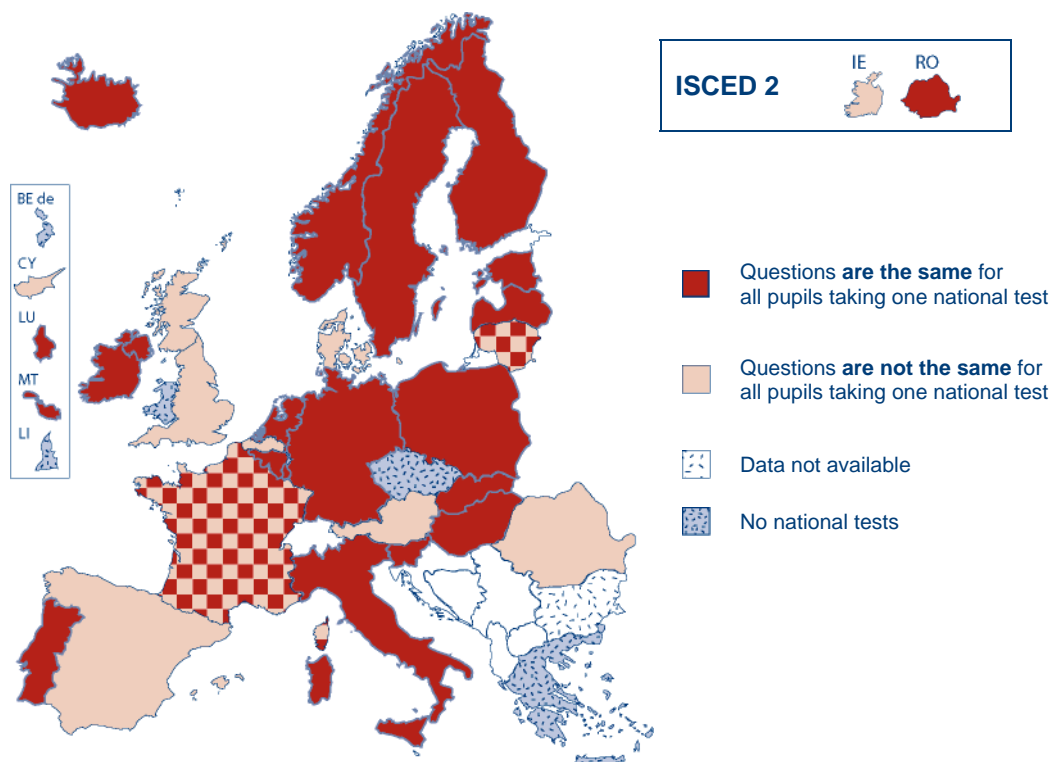 IE RO
ISCED 2
BE de
CY
LU
MT
LI
Questions are the same for
all pupils taking one national test
Questions are not the same for
all pupils taking one national test
Data not available
No national tests